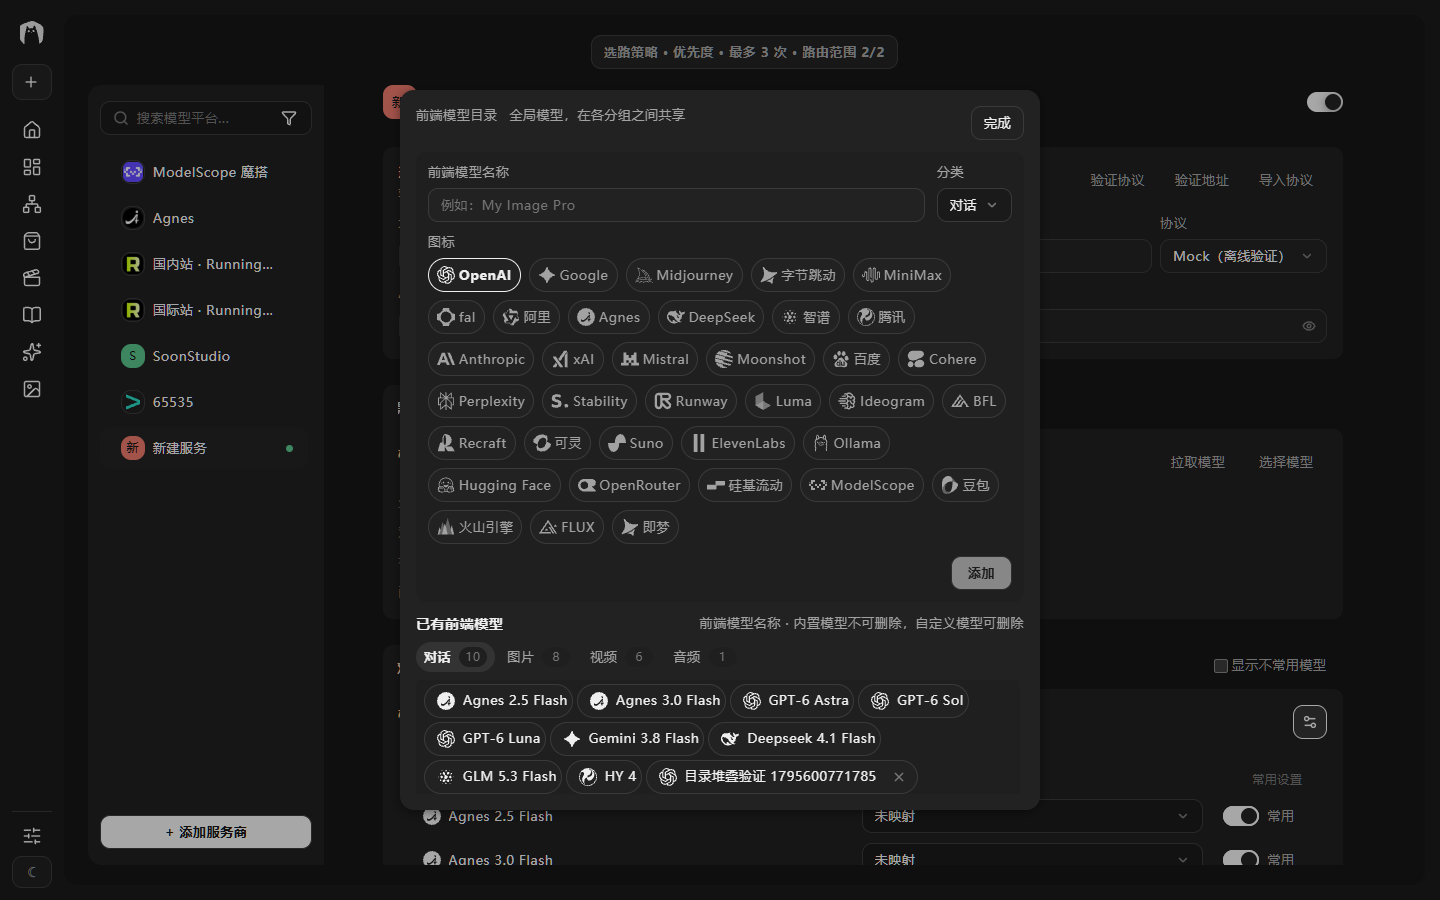 选路策略 • 优先度 • 最多 3 次 • 路由范围 2/2
搜索模型平台...
ModelScope 魔搭
Agnes
国内站 · Running...
国际站 · Running...
S SoonStudio
65535
新 新建服务
+ 添加服务商
前端模型目录 全局模型，在各分组之间共享
完成
前端模型名称
分类
例如：My Image Pro
对话
图标
OpenAI Google Midjourney 字节跳动 MiniMax
fal 阿里 Agnes DeepSeek 智谱 腾讯
Anthropic xAI Mistral Moonshot 百度 Cohere
Perplexity Stability Runway Luma Ideogram BFL
Recraft 可灵 Suno ElevenLabs Ollama
Hugging Face OpenRouter 硅基流动 ModelScope 豆包
火山引擎 FLUX 即梦
添加
已有前端模型
前端模型名称 · 内置模型不可删除，自定义模型可删除
对话 10 图片 8 视频 6 音频 1
Agnes 2.5 Flash Agnes 3.0 Flash GPT-6 Astra GPT-6 Sol
GPT-6 Luna Gemini 3.8 Flash Deepseek 4.1 Flash
GLM 5.3 Flash HY 4 目录堆叠验证 1795600771785
验证协议 验证地址 导入协议
协议
Mock（离线验证）
拉取模型 选择模型
显示不常用模型
常用设置
Agnes 2.5 Flash 未映射 常用
Agnes 3.0 Flash 未映射 常用